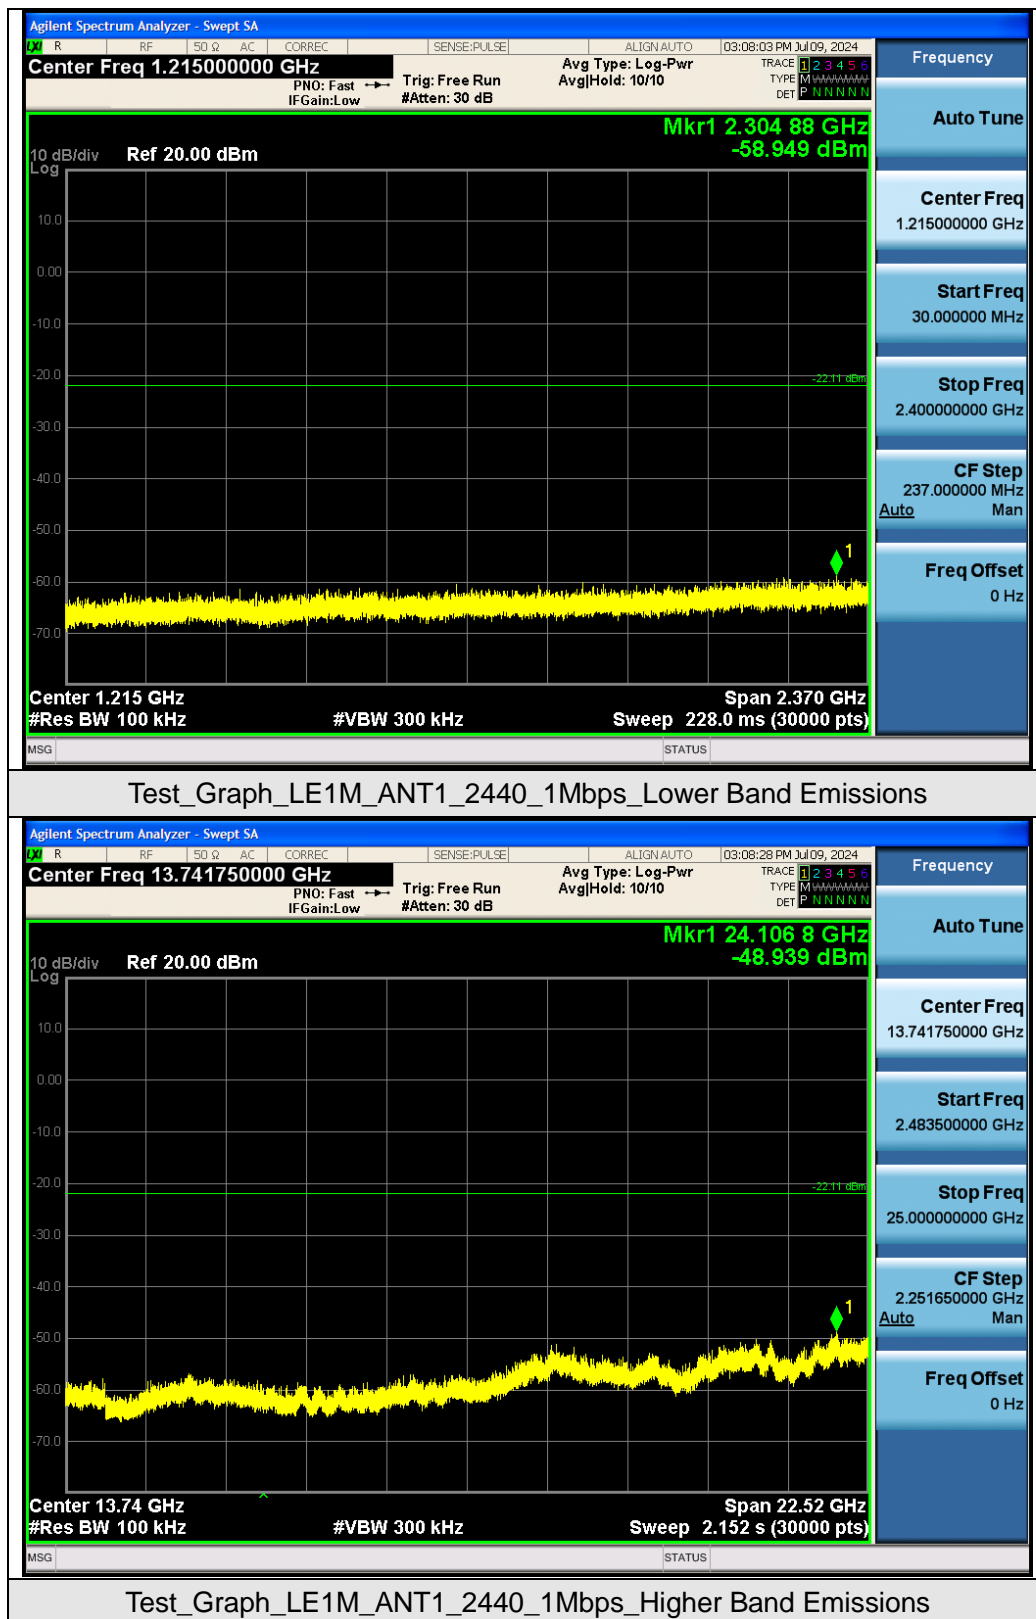 Agilent Spectrum Analyzer - Swept SA
LXI R RF 50 Ω AC CORREC SENSE:PULSE ALIGN AUTO 03:08:03 PM Jul 09, 2024
Center Freq 1.215000000 GHz
PNO: Fast
IFGain:Low
Trig: Free Run
#Atten: 30 dB
Avg Type: Log-Pwr
Avg|Hold: 10/10
TRACE 1 2 3 4 5 6
TYPE M WWWWW
DET P N N N N N
Frequency
Mkr1 2.304 88 GHz
-58.949 dBm
10 dB/div Ref 20.00 dBm
Log
10.0
0.00
-10.0
-20.0
-22.11 dBm
-30.0
-40.0
-50.0
1
-60.0
-70.0
Center 1.215 GHz Span 2.370 GHz
#Res BW 100 kHz #VBW 300 kHz Sweep 228.0 ms (30000 pts)
MSG STATUS
Auto Tune
Center Freq
1.215000000 GHz
Start Freq
30.000000 MHz
Stop Freq
2.400000000 GHz
CF Step
237.000000 MHz
Auto Man
Freq Offset
0 Hz
Test_Graph_LE1M_ANT1_2440_1Mbps_Lower Band Emissions
Agilent Spectrum Analyzer - Swept SA
LXI R RF 50 Ω AC CORREC SENSE:PULSE ALIGN AUTO 03:08:28 PM Jul 09, 2024
Center Freq 13.741750000 GHz
PNO: Fast
IFGain:Low
Trig: Free Run
#Atten: 30 dB
Avg Type: Log-Pwr
Avg|Hold: 10/10
TRACE 1 2 3 4 5 6
TYPE M WWWWW
DET P N N N N N
Frequency
Mkr1 24.106 8 GHz
-48.939 dBm
10 dB/div Ref 20.00 dBm
Log
10.0
0.00
-10.0
-20.0
-22.11 dBm
-30.0
-40.0
1
-50.0
-60.0
-70.0
Center 13.74 GHz Span 22.52 GHz
#Res BW 100 kHz #VBW 300 kHz Sweep 2.152 s (30000 pts)
MSG STATUS
Auto Tune
Center Freq
13.741750000 GHz
Start Freq
2.483500000 GHz
Stop Freq
25.000000000 GHz
CF Step
2.251650000 GHz
Auto Man
Freq Offset
0 Hz
Test_Graph_LE1M_ANT1_2440_1Mbps_Higher Band Emissions